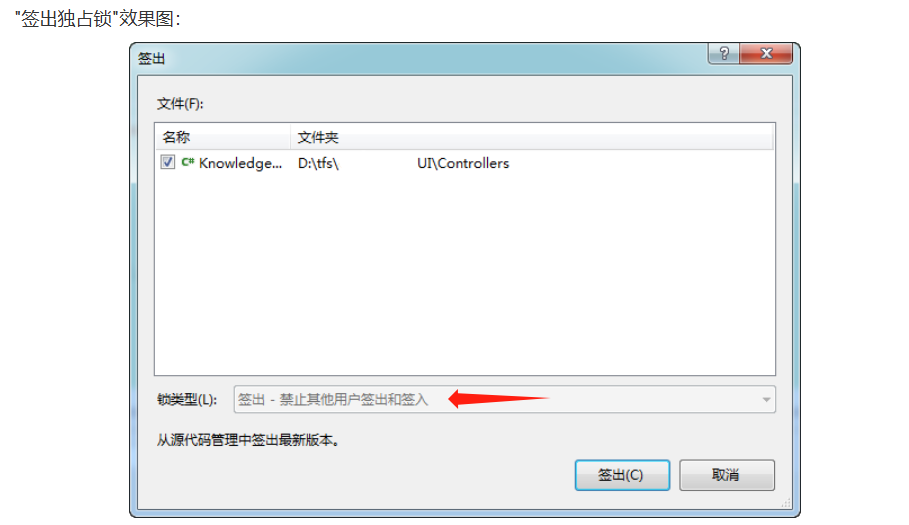 "签出独占锁"效果图：
签出
文件(F):
名称 文件夹
C# Knowledge... D:\tfs\ UI\Controllers
锁类型(L): 签出 - 禁止其他用户签出和签入
从源代码管理中签出最新版本。
签出(C) 取消